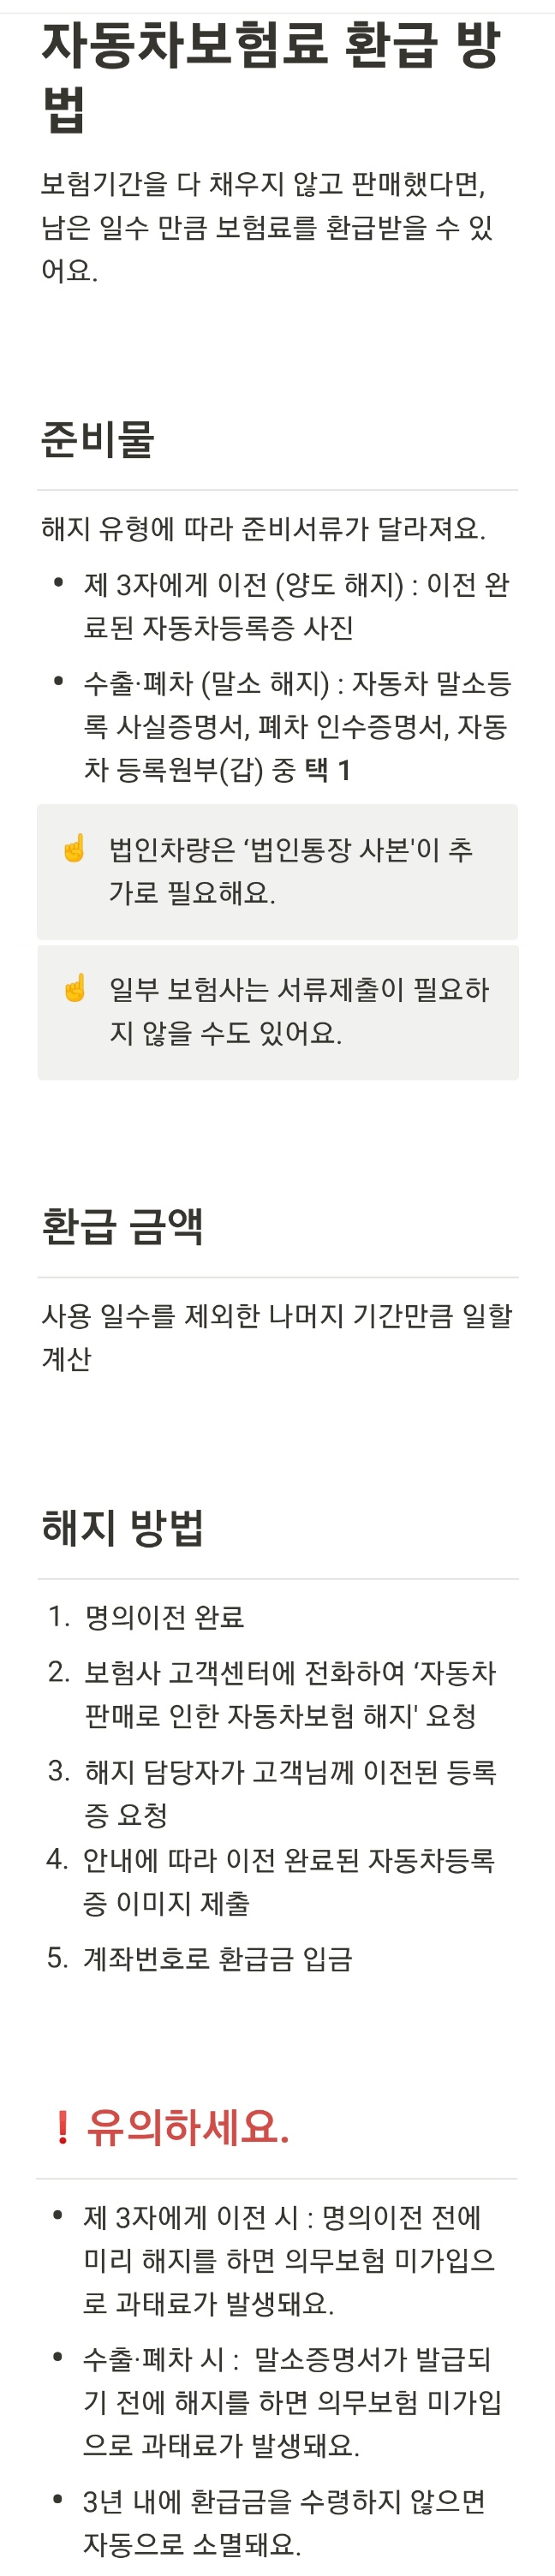 자동차보험료 환급 방
법
보험기간을 다 채우지 않고 판매했다면,
남은 일수 만큼 보험료를 환급받을 수 있
어요.
준비물
해지 유형에 따라 준비서류가 달라져요.
• 제 3자에게 이전 (양도 해지) : 이전 완
료된 자동차등록증 사진
• 수출·폐차 (말소 해지) : 자동차 말소등
록 사실증명서, 폐차 인수증명서, 자동
차 등록원부(갑) 중 택 1
☝ 법인차량은 ‘법인통장 사본'이 추
가로 필요해요.
☝ 일부 보험사는 서류제출이 필요하
지 않을 수도 있어요.
환급 금액
사용 일수를 제외한 나머지 기간만큼 일할
계산
해지 방법
1. 명의이전 완료
2. 보험사 고객센터에 전화하여 ‘자동차
판매로 인한 자동차보험 해지' 요청
3. 해지 담당자가 고객님께 이전된 등록
증 요청
4. 안내에 따라 이전 완료된 자동차등록
증 이미지 제출
5. 계좌번호로 환급금 입금
❗유의하세요.
• 제 3자에게 이전 시 : 명의이전 전에
미리 해지를 하면 의무보험 미가입으
로 과태료가 발생돼요.
• 수출·폐차 시 : 말소증명서가 발급되
기 전에 해지를 하면 의무보험 미가입
으로 과태료가 발생돼요.
• 3년 내에 환급금을 수령하지 않으면
자동으로 소멸돼요.